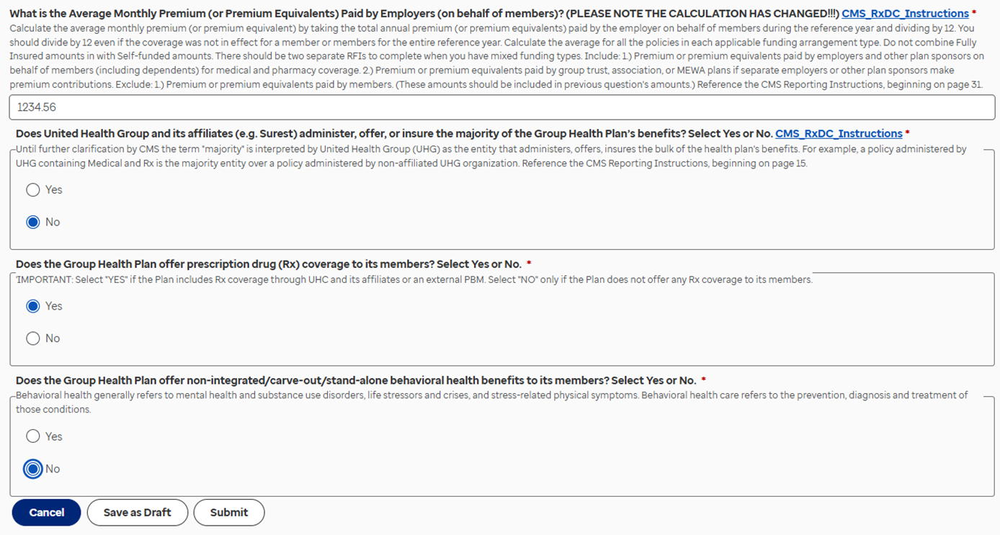 What is the Average Monthly Premium (or Premium Equivalents) Paid by Employers (on behalf of members)? (PLEASE NOTE THE CALCULATION HAS CHANGED!!!) CMS_RxDC_Instructions *
Calculate the average monthly premium (or premium equivalent) by taking the total annual premium (or premium equivalents) paid by the employer on behalf of members during the reference year and dividing by 12. You
should divide by 12 even if the coverage was not in effect for a member or members for the entire reference year. Calculate the average for all the policies in each applicable funding arrangement type. Do not combine Fully
Insured amounts in with Self-funded amounts. There should be two separate RFIs to complete when you have mixed funding types. Include: 1.) Premium or premium equivalents paid by employers and other plan sponsors on
behalf of members (including dependents) for medical and pharmacy coverage. 2.) Premium or premium equivalents paid by group trust, association, or MEWA plans if separate employers or other plan sponsors make
premium contributions. Exclude: 1.) Premium or premium equivalents paid by members. (These amounts should be included in previous question's amounts.) Reference the CMS Reporting Instructions, beginning on page 31.
1234.56
Does United Health Group and its affiliates (e.g. Surest) administer, offer, or insure the majority of the Group Health Plan's benefits? Select Yes or No. CMS_RxDC_Instructions *
Until further clarification by CMS the term "majority" is interpreted by United Health Group (UHG) as the entity that administers, offers, insures the bulk of the health plan's benefits. For example, a policy administered by
UHG containing Medical and Rx is the majority entity over a policy administered by non-affiliated UHG organization. Reference the CMS Reporting Instructions, beginning on page 15.
Yes
No
Does the Group Health Plan offer prescription drug (Rx) coverage to its members? Select Yes or No. *
'IMPORTANT: Select "YES" if the Plan includes Rx coverage through UHC and its affiliates or an external PBM. Select "NO" only if the Plan does not offer any Rx coverage to its members.
Yes
No
Does the Group Health Plan offer non-integrated/carve-out/stand-alone behavioral health benefits to its members? Select Yes or No. *
Behavioral health generally refers to mental health and substance use disorders, life stressors and crises, and stress-related physical symptoms. Behavioral health care refers to the prevention, diagnosis and treatment of
those conditions.
Yes
No
Cancel Save as Draft Submit